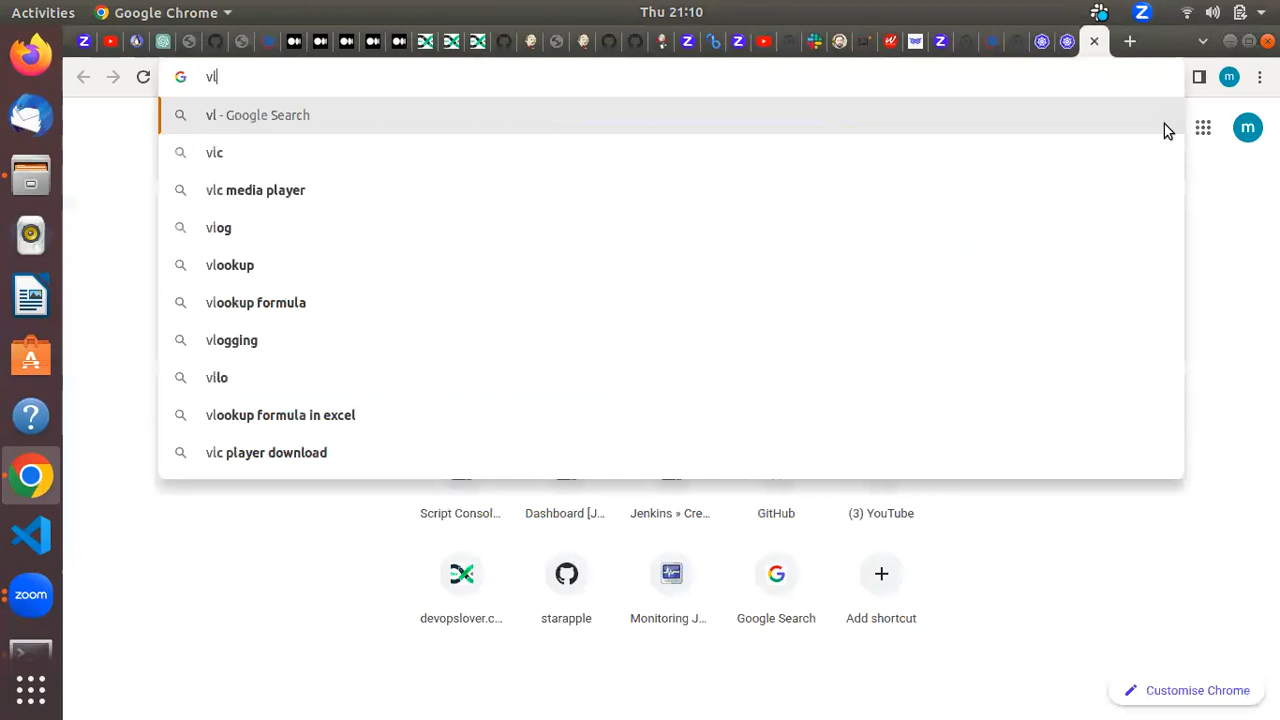 Activities
Google Chrome
Thu 21:10
vl
m
vl - Google Search
m
vlc
vlc media player
vlog
vlookup
vlookup formula
vlogging
vllo
vlookup formula in excel
vlc player download
Script Consol...
Dashboard [J...
Jenkins » Cre...
GitHub
(3) YouTube
devopslover.c...
starapple
Monitoring J...
Google Search
Add shortcut
zoom
Customise Chrome